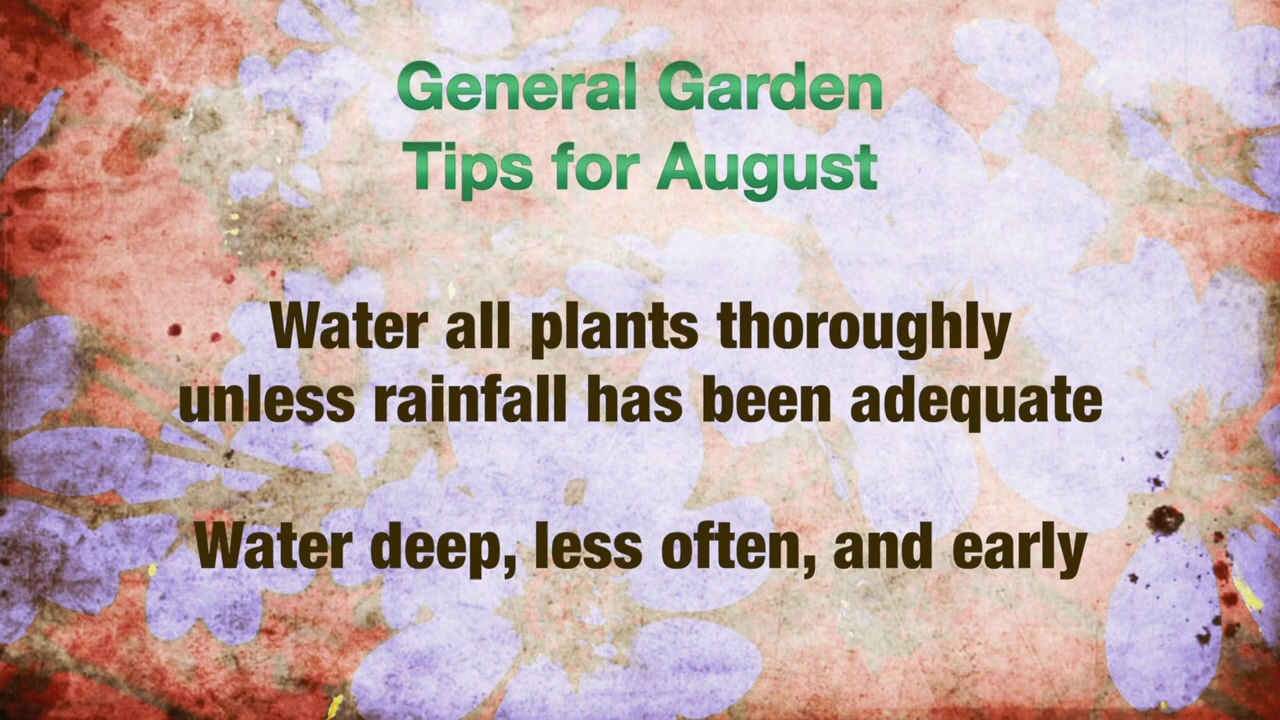 General Garden
Tips for August
Water all plants thoroughly
unless rainfall has been adequate
Water deep, less often, and early